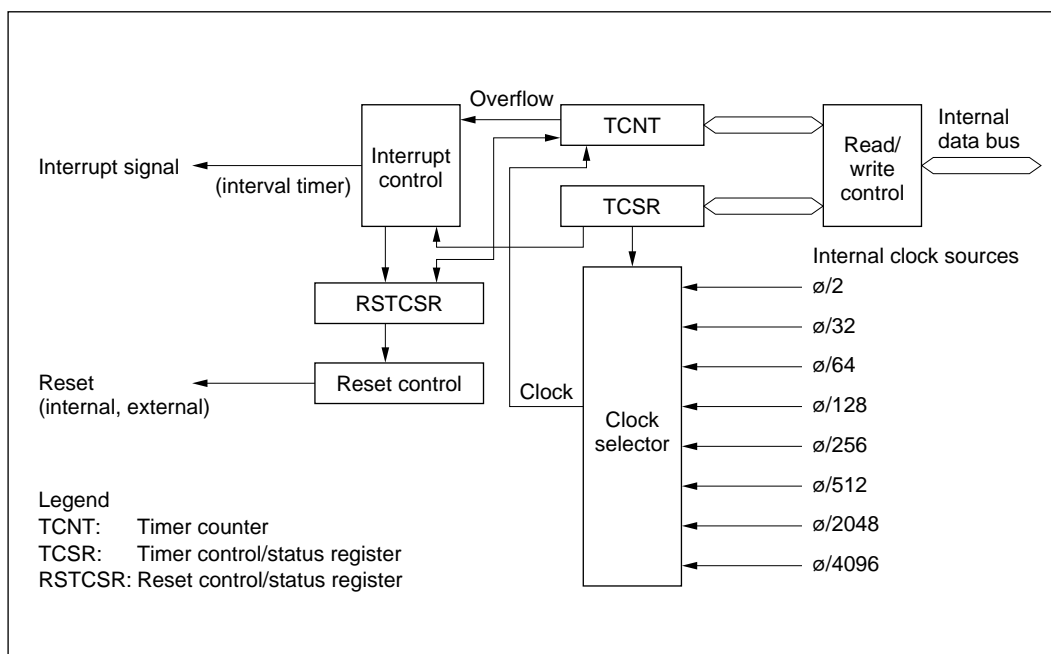 Overflow
TCNT
Internal
data bus
Interrupt
control
Read/
write
control
Interrupt signal
(interval timer)
TCSR
Internal clock sources
RSTCSR
ø/2
ø/32
ø/64
Reset
(internal, external)
Reset control
Clock
ø/128
Clock
selector
ø/256
ø/512
ø/2048
ø/4096
Legend
TCNT: Timer counter
TCSR: Timer control/status register
RSTCSR: Reset control/status register